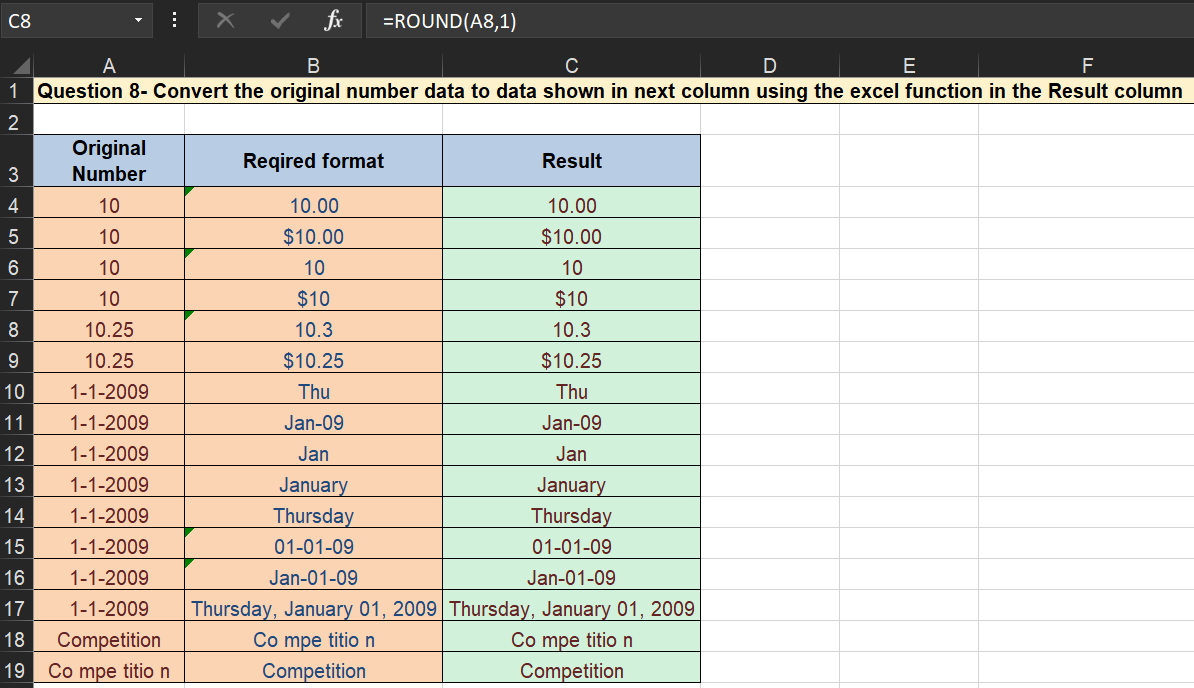 C8 fx =ROUND(A8,1)
A B C D E F
1 Question 8- Convert the original number data to data shown in next column using the excel function in the Result column
2
3 Original Number Reqired format Result
4 10 10.00 10.00
5 10 $10.00 $10.00
6 10 10 10
7 10 $10 $10
8 10.25 10.3 10.3
9 10.25 $10.25 $10.25
10 1-1-2009 Thu Thu
11 1-1-2009 Jan-09 Jan-09
12 1-1-2009 Jan Jan
13 1-1-2009 January January
14 1-1-2009 Thursday Thursday
15 1-1-2009 01-01-09 01-01-09
16 1-1-2009 Jan-01-09 Jan-01-09
17 1-1-2009 Thursday, January 01, 2009 Thursday, January 01, 2009
18 Competition Co mpe titio n Co mpe titio n
19 Co mpe titio n Competition Competition